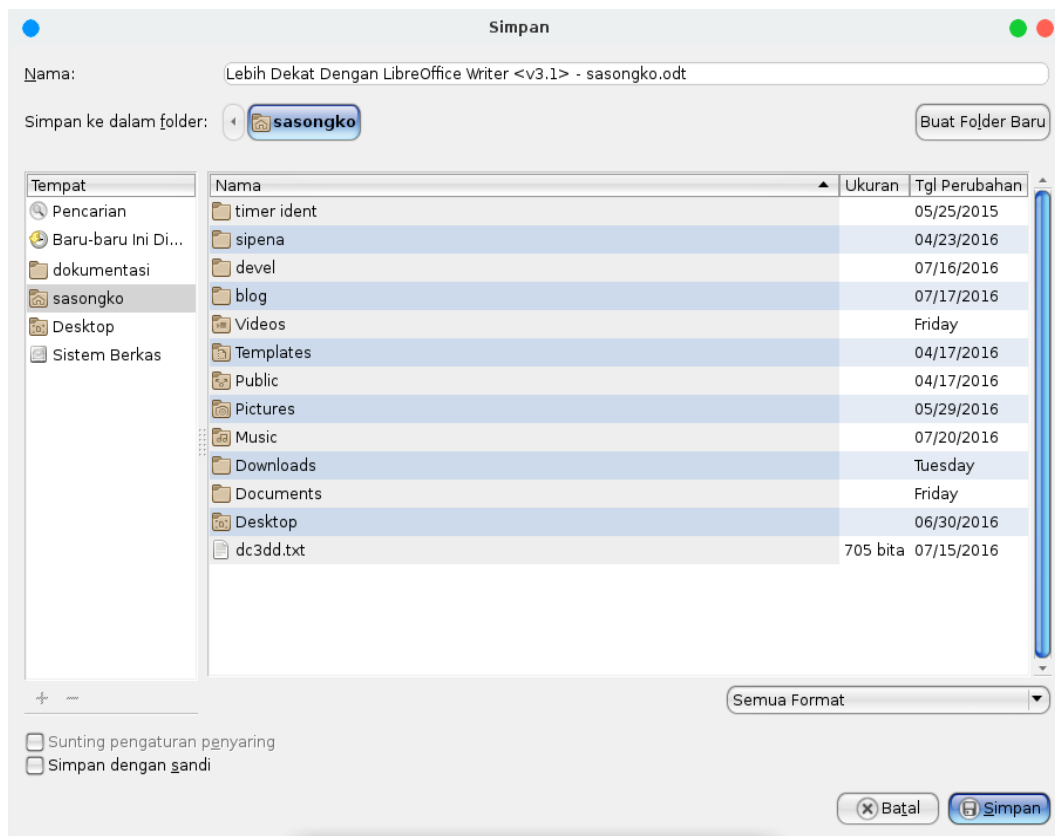 Simpan
Nama: Lebih Dekat Dengan LibreOffice Writer <v3.1> - sasongko.odt
Simpan ke dalam folder: sasongko Buat Folder Baru
Tempat Nama Ukuran Tgl Perubahan
Pencarian timer ident 05/25/2015
Baru-baru Ini Di... sipena 04/23/2016
dokumentasi devel 07/16/2016
sasongko blog 07/17/2016
Desktop Videos Friday
Sistem Berkas Templates 04/17/2016
Public 04/17/2016
Pictures 05/29/2016
Music 07/20/2016
Downloads Tuesday
Documents Friday
Desktop 06/30/2016
dc3dd.txt 705 bita 07/15/2016
Semua Format
Sunting pengaturan penyaring
Simpan dengan sandi
Batal Simpan